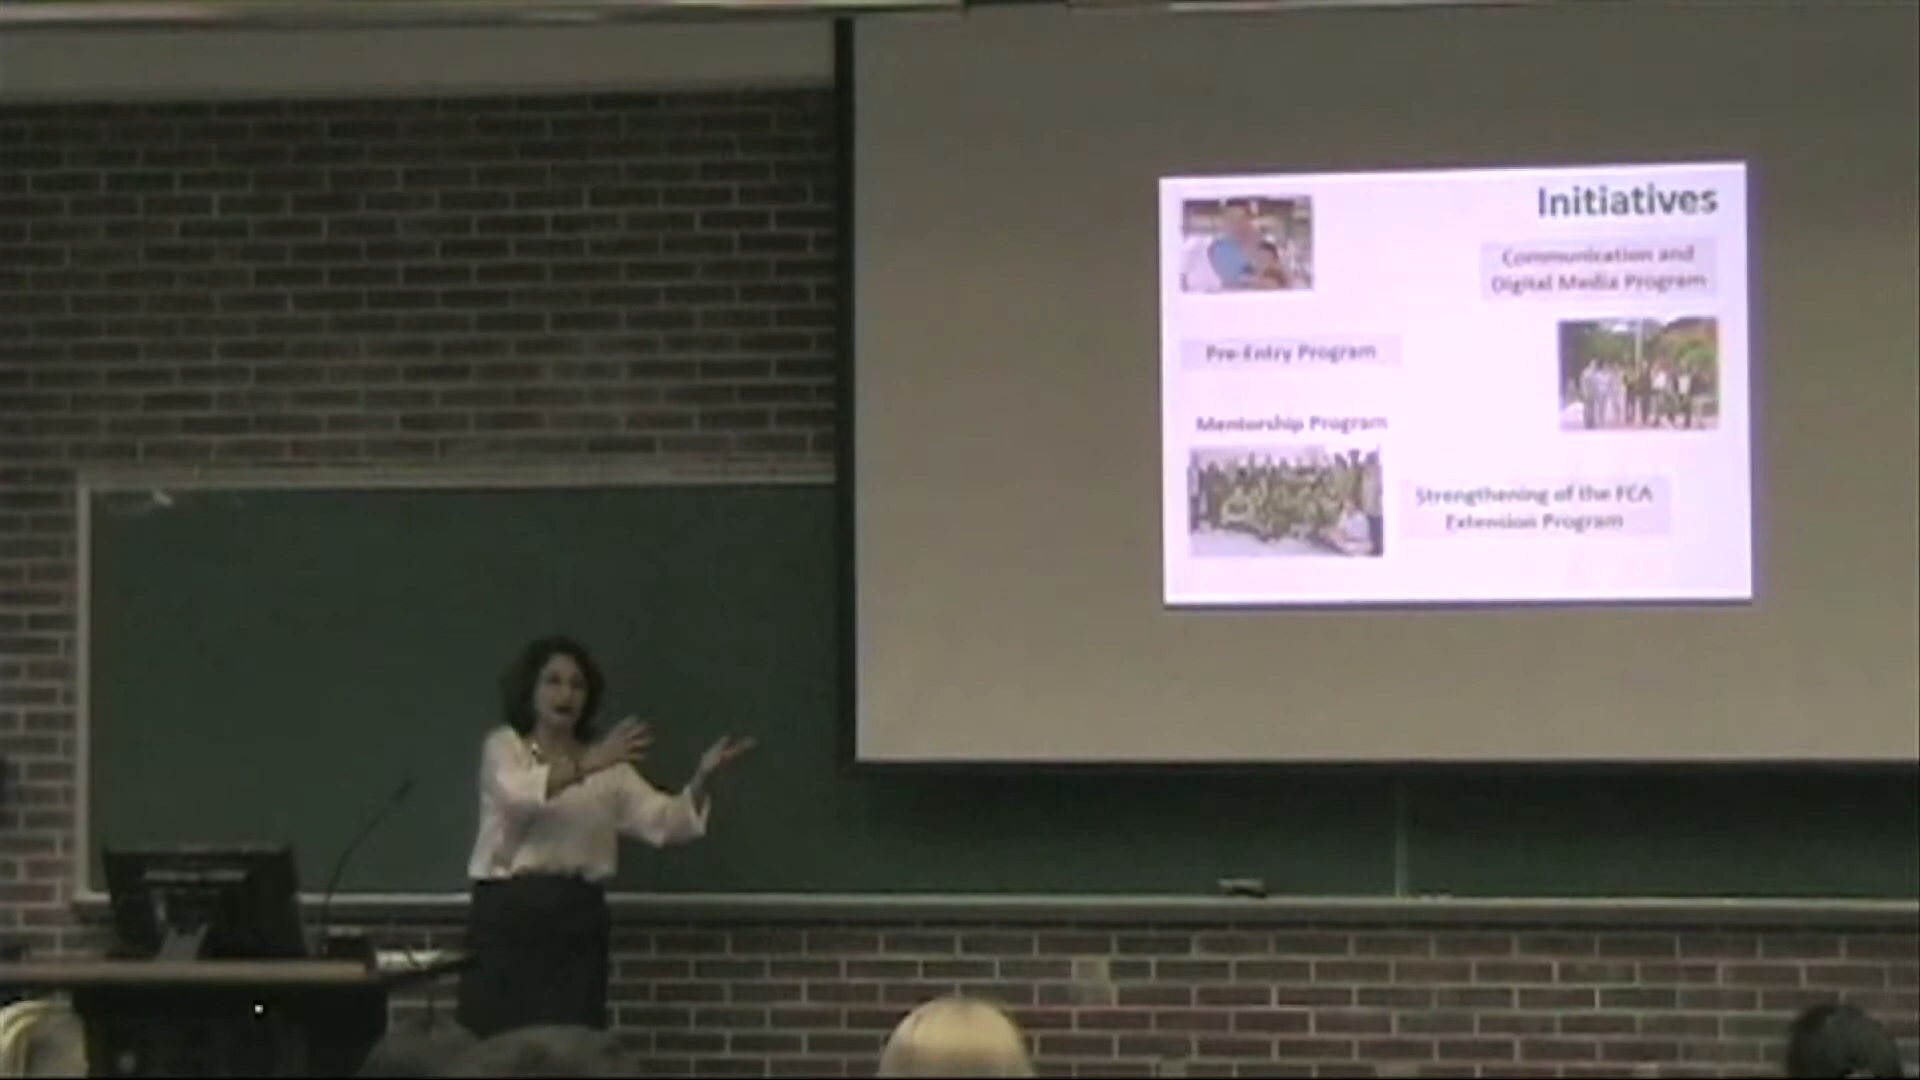 Initiatives
Communication and
Digital Media Program
Pre-Entry Program
Mentorship Program
Strengthening of the FCA
Extension Program